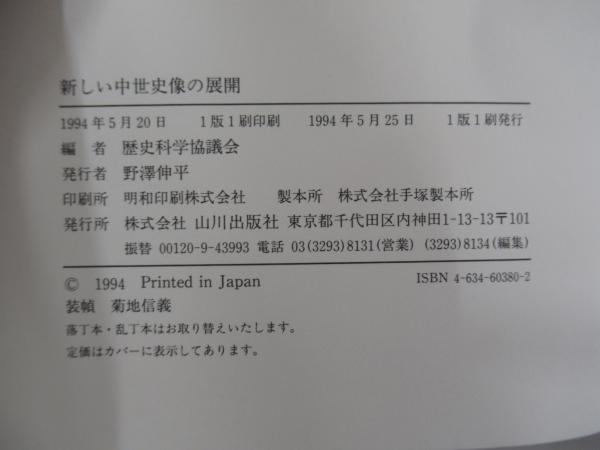 新しい中世史像の展開
1994年5月20日 1版1刷印刷 1994年5月25日 1版1刷発行
編 者 歴史科学協議会
発行者 野澤伸平
印刷所 明和印刷株式会社 製本所 株式会社手塚製本所
発行所 株式会社 山川出版社 東京都千代田区内神田1-13-13〒101
振替 00120-9-43993 電話 03(3293)8131(営業) (3293)8134(編集)
© 1994 Printed in Japan ISBN 4-634-60380-2
装幀 菊地信義
落丁本・乱丁本はお取り替えいたします。
定価はカバーに表示してあります。